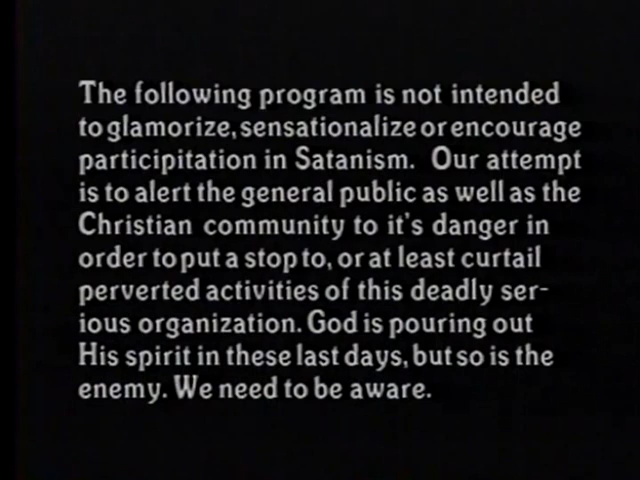 The following program is not intended
to glamorize, sensationalize or encourage
participitation in Satanism. Our attempt
is to alert the general public as well as the
Christian community to it's danger in
order to put a stop to, or at least curtail
perverted activities of this deadly ser-
ious organization. God is pouring out
His spirit in these last days, but so is the
enemy. We need to be aware.